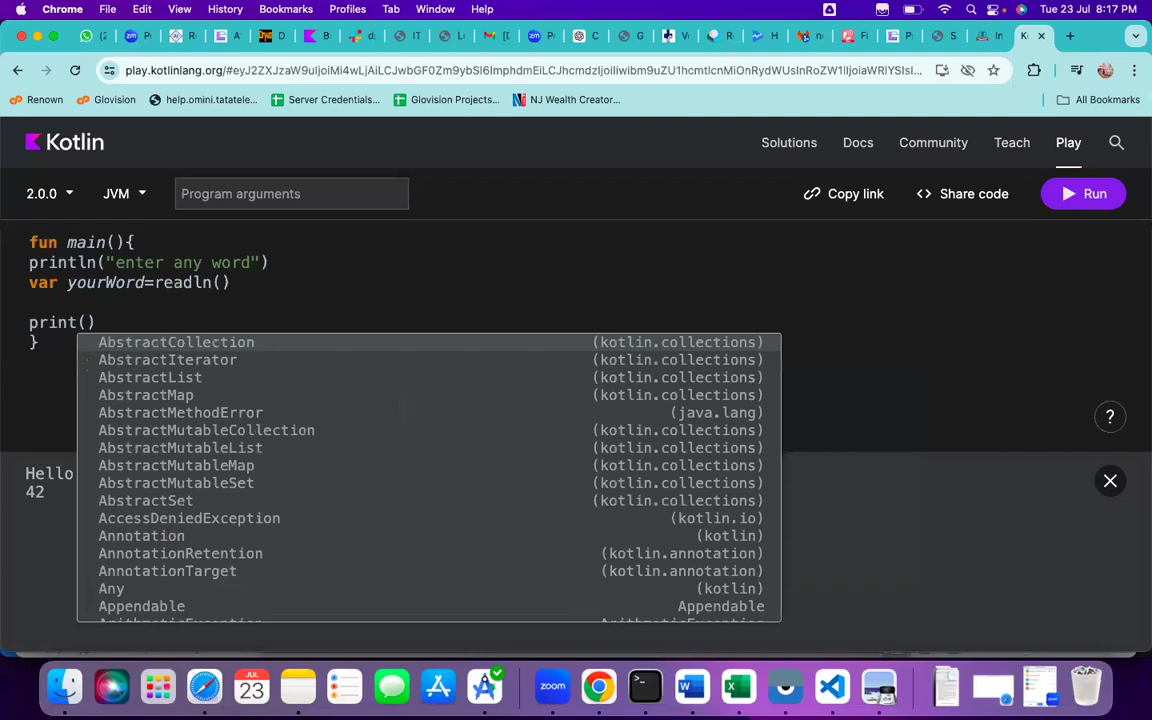 Chrome File Edit View History Bookmarks Profiles Tab Window Help Tue 23 Jul 8:17 PM
play.kotlinlang.org/#eyJ2ZXJzaW9uIjoiMi4wLjAiLCJwbGF0Zm9ybSI6ImphdmEiLCJhcmdzIjoiIiwibm9uZU1hcmtlcnMiOnRydWUsInRoZW1lIjoiaWRlYSIsI...
Renown Glovision help.omini.tatatele... Server Credentials... Glovision Projects... NJ Wealth Creator... All Bookmarks
Kotlin Solutions Docs Community Teach Play
2.0.0 JVM Program arguments Copy link Share code Run
fun main(){
println("enter any word")
var yourWord=readln()
print()
}
AbstractCollection (kotlin.collections)
AbstractIterator (kotlin.collections)
AbstractList (kotlin.collections)
AbstractMap (kotlin.collections)
AbstractMethodError (java.lang)
AbstractMutableCollection (kotlin.collections)
AbstractMutableList (kotlin.collections)
AbstractMutableMap (kotlin.collections)
AbstractMutableSet (kotlin.collections)
AbstractSet (kotlin.collections)
AccessDeniedException (kotlin.io)
Annotation (kotlin)
AnnotationRetention (kotlin.annotation)
AnnotationTarget (kotlin.annotation)
Any (kotlin)
Appendable Appendable
?
Hello
42
JUL
23
zoom